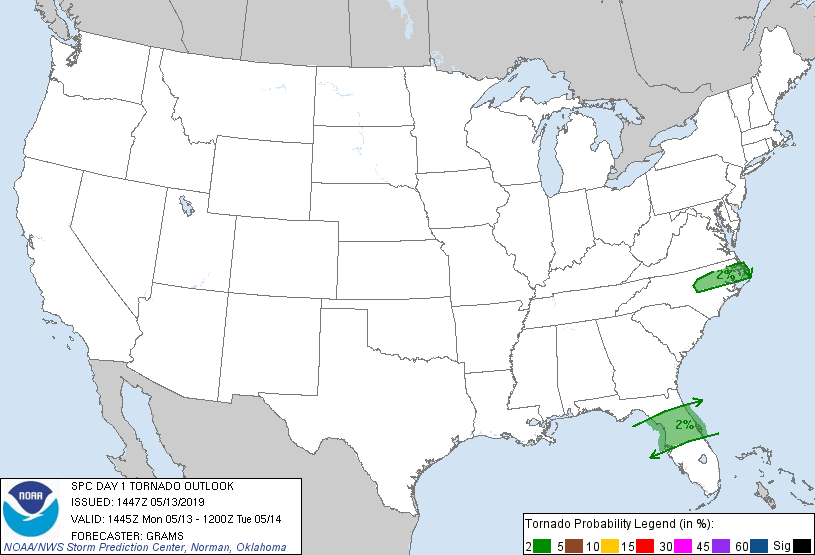 2%
2%
NOAA
SPC DAY 1 TORNADO OUTLOOK
ISSUED: 1447Z 05/13/2019
VALID: 1445Z Mon 05/13 - 1200Z Tue 05/14
FORECASTER: GRAMS
NOAA/NWS Storm Prediction Center, Norman, Oklahoma
Tornado Probability Legend (in %):
2 5 10 15 30 45 60 Sig